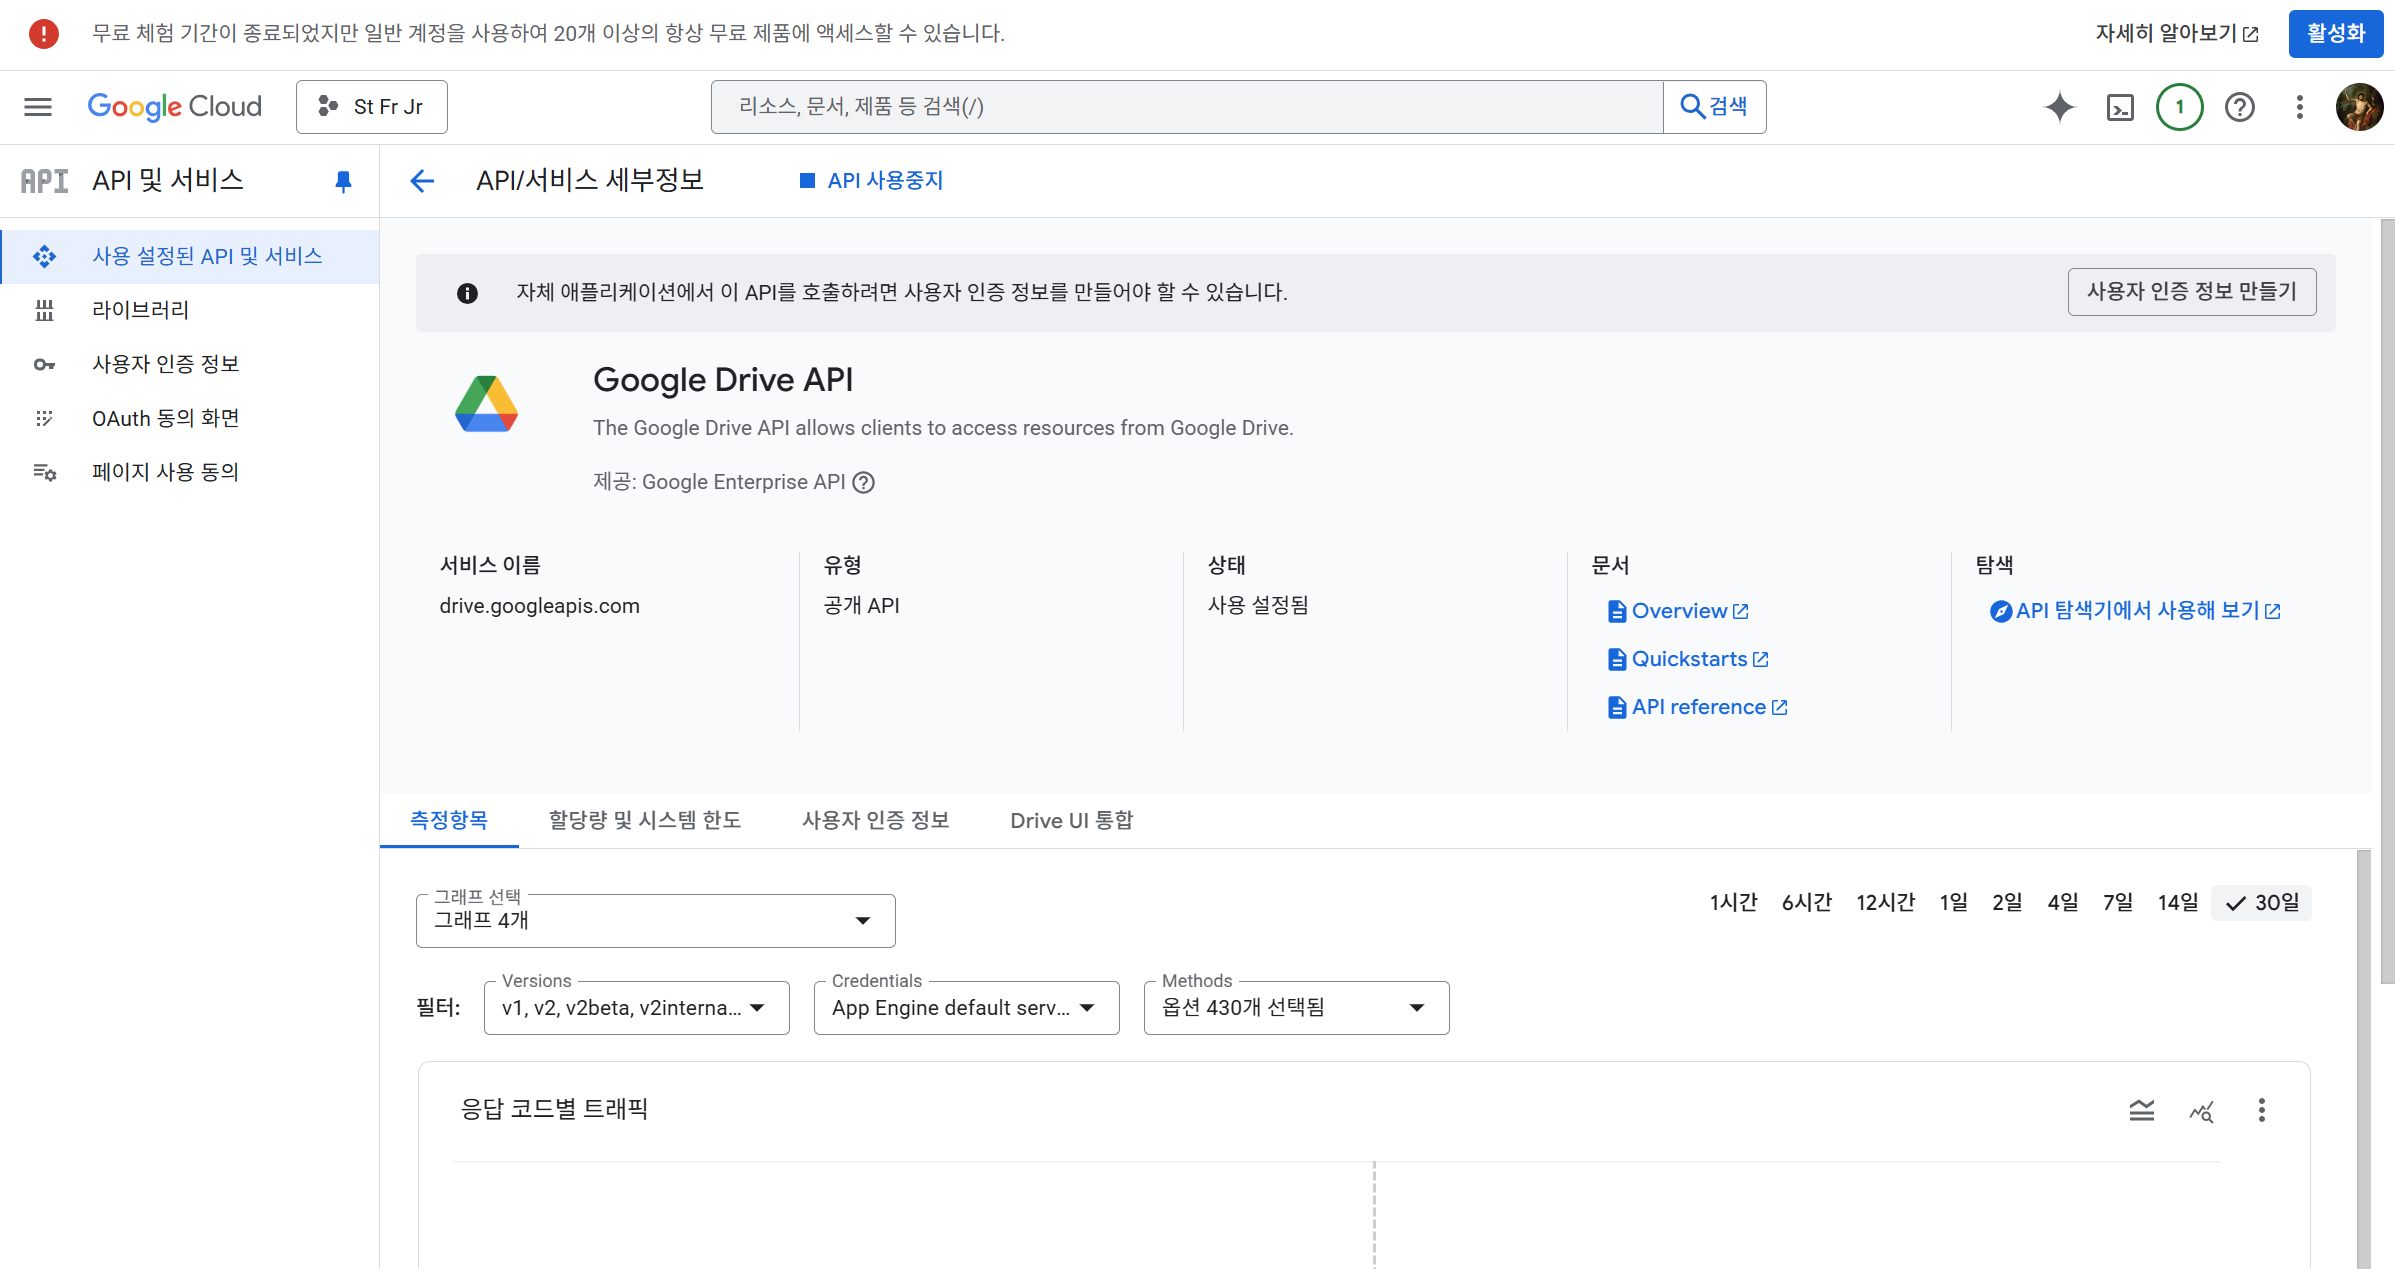 무료 체험 기간이 종료되었지만 일반 계정을 사용하여 20개 이상의 항상 무료 제품에 액세스할 수 있습니다.
자세히 알아보기
활성화
Google Cloud
St Fr Jr
리소스, 문서, 제품 등 검색(/)
검색
1
API
API 및 서비스
API/서비스 세부정보
API 사용중지
사용 설정된 API 및 서비스
라이브러리
사용자 인증 정보
OAuth 동의 화면
페이지 사용 동의
자체 애플리케이션에서 이 API를 호출하려면 사용자 인증 정보를 만들어야 할 수 있습니다.
사용자 인증 정보 만들기
Google Drive API
The Google Drive API allows clients to access resources from Google Drive.
제공: Google Enterprise API
서비스 이름
drive.googleapis.com
유형
공개 API
상태
사용 설정됨
문서
Overview
Quickstarts
API reference
탐색
API 탐색기에서 사용해 보기
측정항목
할당량 및 시스템 한도
사용자 인증 정보
Drive UI 통합
그래프 선택
그래프 4개
1시간
6시간
12시간
1일
2일
4일
7일
14일
30일
필터:
Versions
v1, v2, v2beta, v2interna...
Credentials
App Engine default serv...
Methods
옵션 430개 선택됨
응답 코드별 트래픽